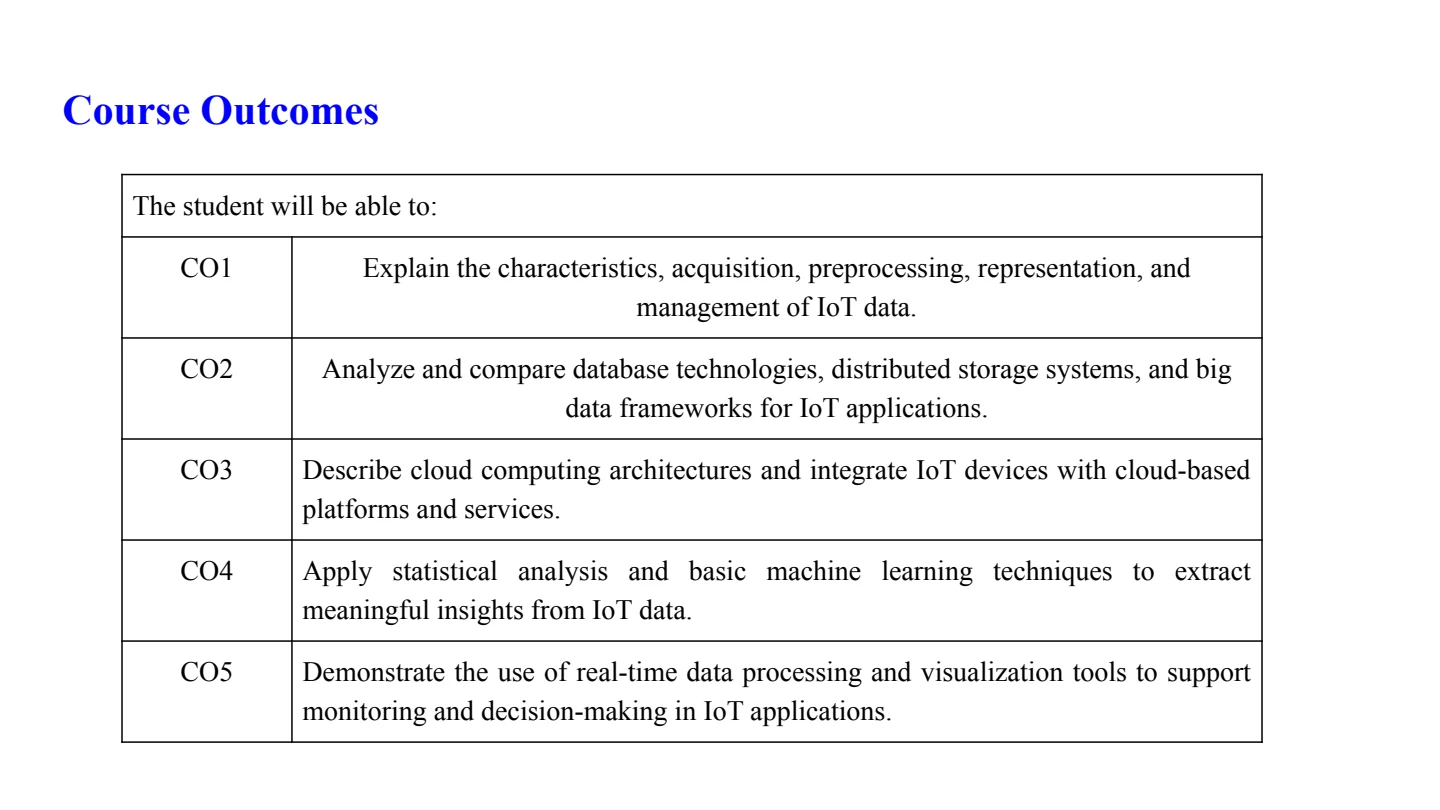 Course Outcomes
The student will be able to:
CO1
Explain the characteristics, acquisition, preprocessing, representation, and
management of IoT data.
CO2
Analyze and compare database technologies, distributed storage systems, and big
data frameworks for IoT applications.
CO3
Describe cloud computing architectures and integrate IoT devices with cloud-based
platforms and services.
CO4
Apply statistical analysis and basic machine learning techniques to extract
meaningful insights from IoT data.
CO5
Demonstrate the use of real-time data processing and visualization tools to support
monitoring and decision-making in IoT applications.